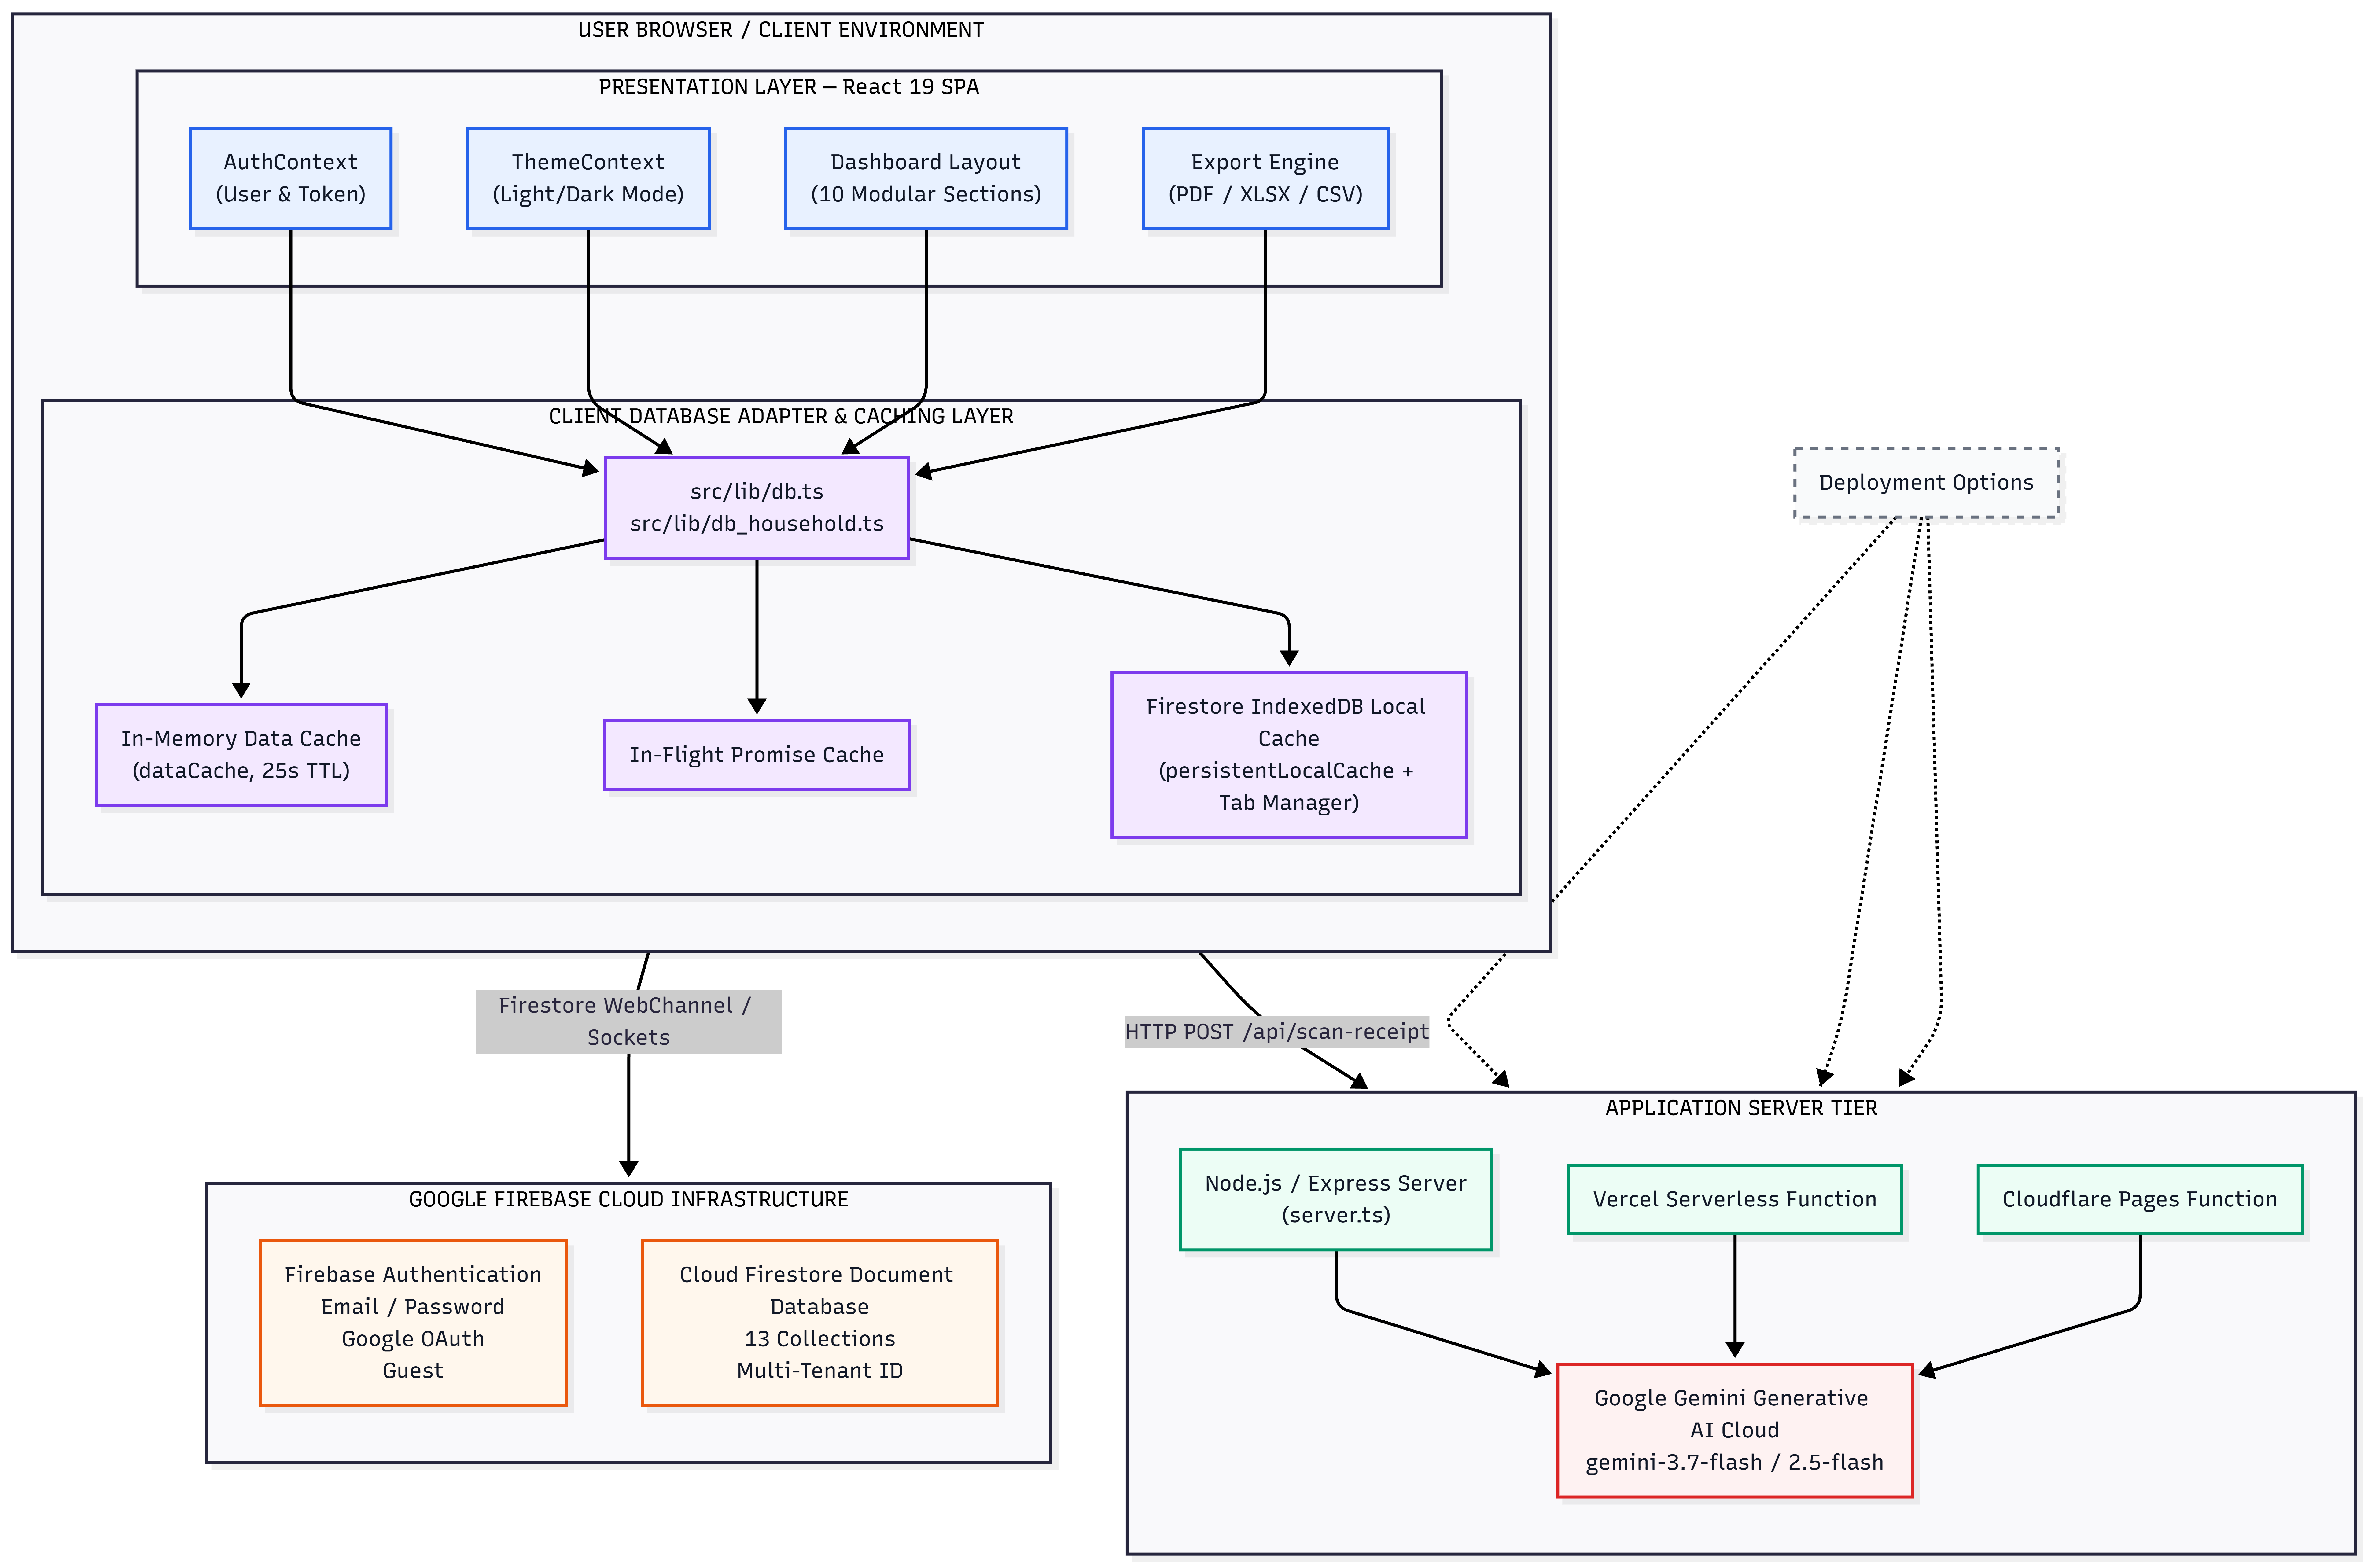 USER BROWSER / CLIENT ENVIRONMENT
PRESENTATION LAYER — React 19 SPA
AuthContext
(User & Token)
ThemeContext
(Light/Dark Mode)
Dashboard Layout
(10 Modular Sections)
Export Engine
(PDF / XLSX / CSV)
CLIENT DATABASE ADAPTER & CACHING LAYER
src/lib/db.ts
src/lib/db_household.ts
Deployment Options
In-Memory Data Cache
(dataCache, 25s TTL)
In-Flight Promise Cache
Firestore IndexedDB Local
Cache
(persistentLocalCache +
Tab Manager)
Firestore WebChannel /
Sockets
HTTP POST /api/scan-receipt
GOOGLE FIREBASE CLOUD INFRASTRUCTURE
Firebase Authentication
Email / Password
Google OAuth
Guest
Cloud Firestore Document
Database
13 Collections
Multi-Tenant ID
APPLICATION SERVER TIER
Node.js / Express Server
(server.ts)
Vercel Serverless Function
Cloudflare Pages Function
Google Gemini Generative
AI Cloud
gemini-3.7-flash / 2.5-flash